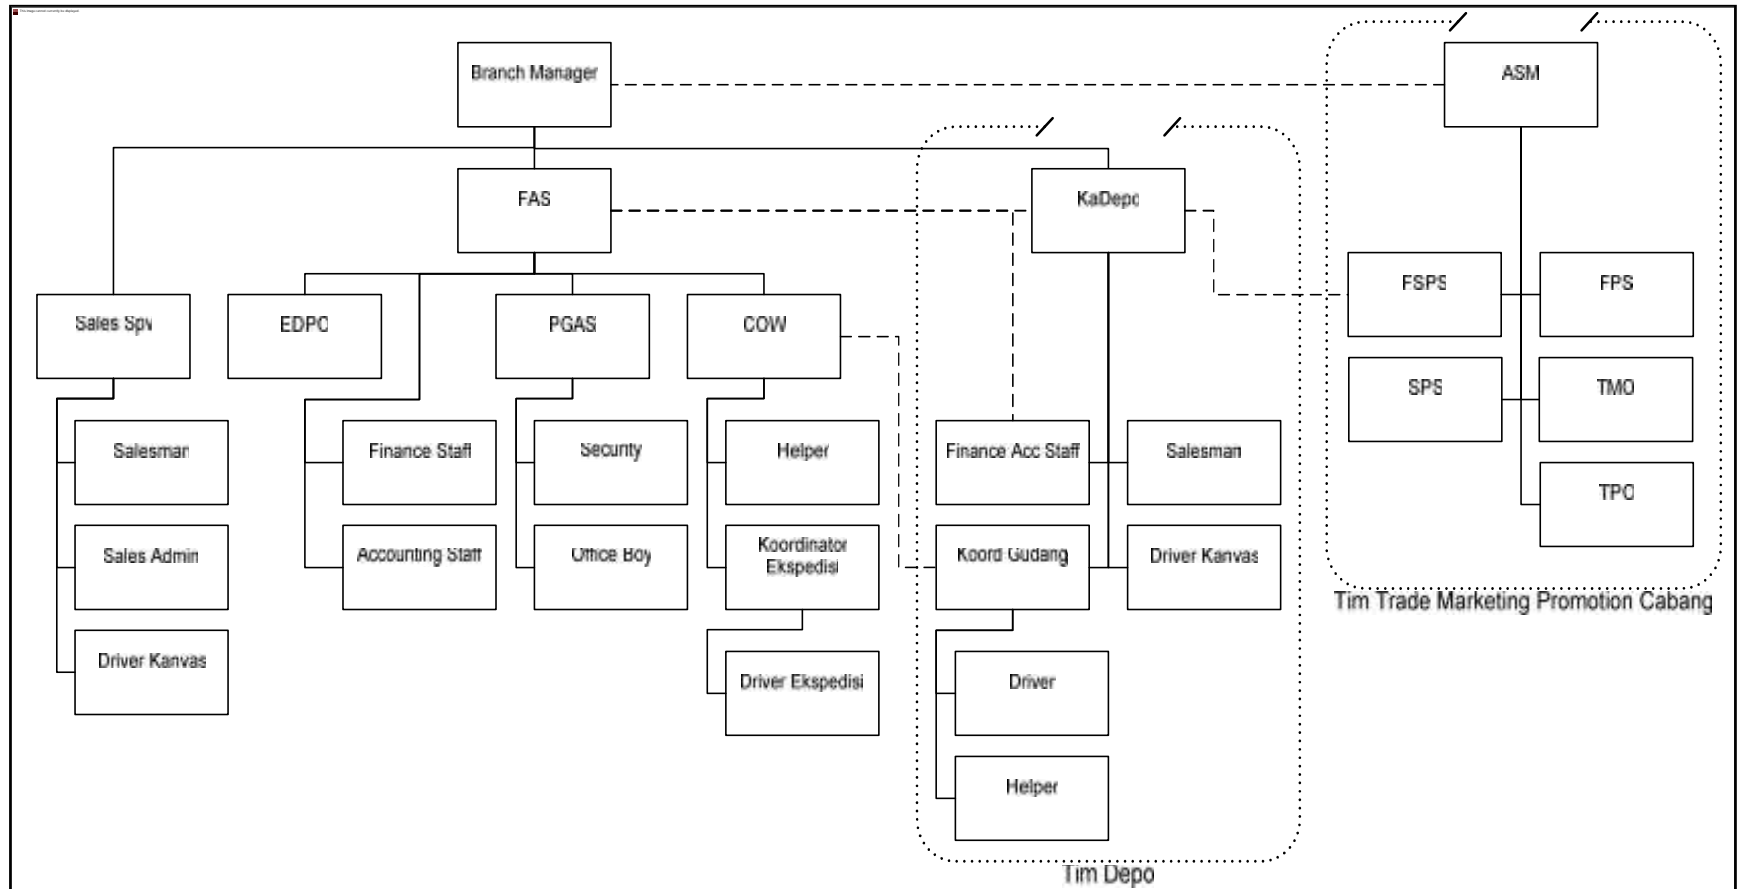 Branch Manager
ASM
FAS
KaDepo
FSPS
FPS
Sales Spv
EDPO
PGAS
COW
SPS
TMO
Salesman
Finance Staff
Security
Helper
Finance Acc Staff
Salesman
TPO
Sales Admin
Accounting Staff
Office Boy
Koordinator
Ekspedisi
Koord Gudang
Driver Kanvas
Tim Trade Marketing Promotion Cabang
Driver Kanvas
Driver Ekspedisi
Driver
Helper
Tim Depo